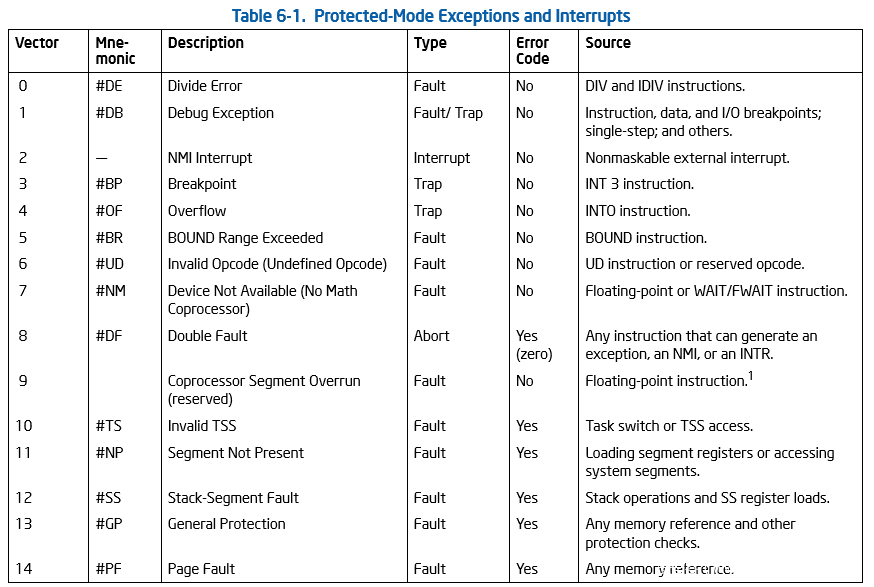 Table 6-1. Protected-Mode Exceptions and Interrupts
Vector Mne-monic Description Type Error Code Source
0 #DE Divide Error Fault No DIV and IDIV instructions.
1 #DB Debug Exception Fault/ Trap No Instruction, data, and I/O breakpoints;
single-step; and others.
2 — NMI Interrupt Interrupt No Nonmaskable external interrupt.
3 #BP Breakpoint Trap No INT 3 instruction.
4 #OF Overflow Trap No INTO instruction.
5 #BR BOUND Range Exceeded Fault No BOUND instruction.
6 #UD Invalid Opcode (Undefined Opcode) Fault No UD instruction or reserved opcode.
7 #NM Device Not Available (No Math Fault No Floating-point or WAIT/FWAIT instruction.
Coprocessor)
8 #DF Double Fault Abort Yes Any instruction that can generate an
(zero) exception, an NMI, or an INTR.
9 Coprocessor Segment Overrun Fault No Floating-point instruction.1
(reserved)
10 #TS Invalid TSS Fault Yes Task switch or TSS access.
11 #NP Segment Not Present Fault Yes Loading segment registers or accessing
system segments.
12 #SS Stack-Segment Fault Fault Yes Stack operations and SS register loads.
13 #GP General Protection Fault Yes Any memory reference and other
protection checks.
14 #PF Page Fault Fault Yes Any memory reference.